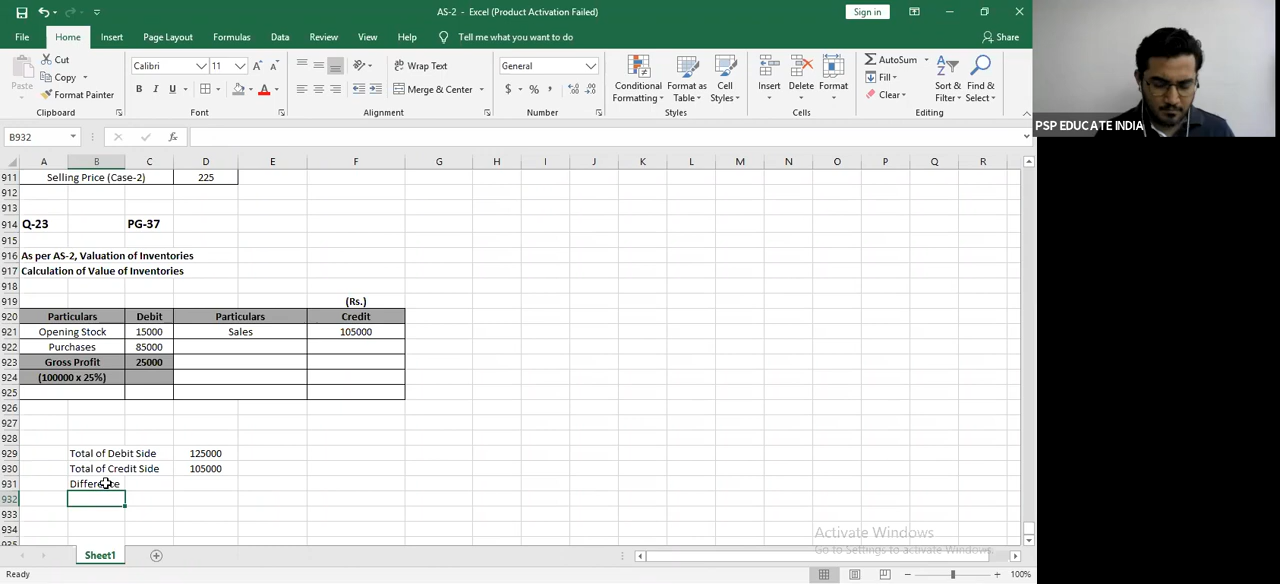 AS-2 - Excel (Product Activation Failed)
Sign in
File Home Insert Page Layout Formulas Data Review View Help Tell me what you want to do Share
Paste
Cut
Copy
Format Painter
Clipboard
Calibri 11
B I U
Font
Wrap Text
Merge & Center
Alignment
General
$ % ,
Number
Conditional Formatting
Format as Table
Cell Styles
Styles
Insert Delete Format
Cells
AutoSum
Fill
Clear
Sort & Filter
Find & Select
Editing
PSP EDUCATE INDIA
B932 fx
A B C D E F G H I J K L M N O P Q R
911 Selling Price (Case-2) 225
912
913
914 Q-23 PG-37
915
916 As per AS-2, Valuation of Inventories
917 Calculation of Value of Inventories
918
919 (Rs.)
920 Particulars Debit Particulars Credit
921 Opening Stock 15000 Sales 105000
922 Purchases 85000
923 Gross Profit 25000
924 (100000 x 25%)
925
926
927
928
929 Total of Debit Side 125000
930 Total of Credit Side 105000
931 Difference
932
933
934
935
Activate Windows
Go to Settings to activate Windows.
Sheet1
Ready
100%